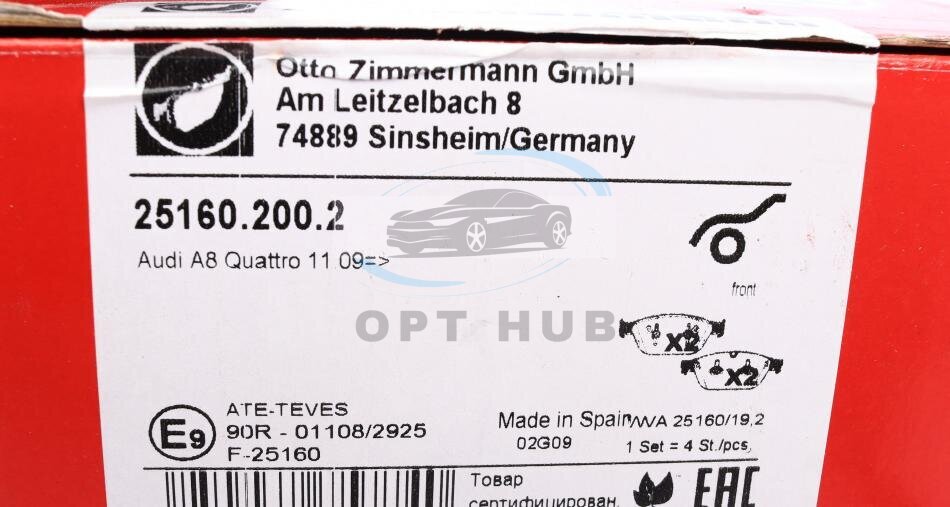 Otto Zimmermann GmbH
Am Leitzelbach 8
74889 Sinsheim/Germany
25160.200.2
Audi A8 Quattro 11.09=>
front
OPT HUB
x2
x2
E9
ATE-TEVES
90R - 01108/2925
F-25160
Made in Spain
02G09
WVA 25160/19,2
1 Set = 4 St./pcs,
Товар
сертифицирован.
EAC